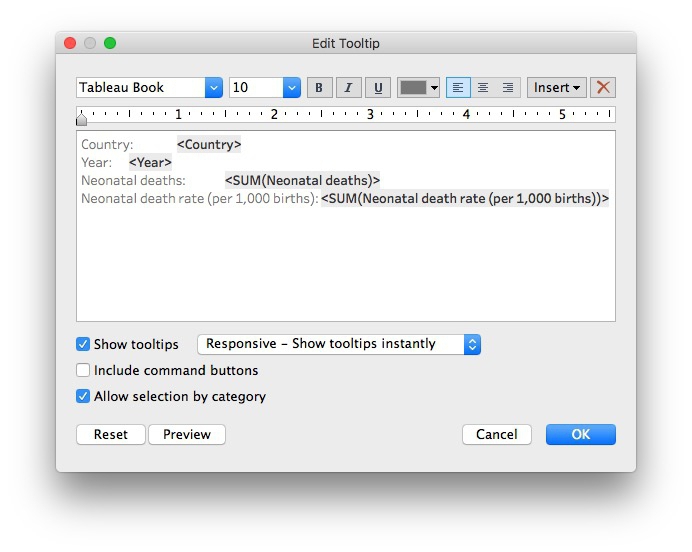 Edit Tooltip
Tableau Book 10 B I U Insert
1 2 3 4 5
Country: <Country>
Year: <Year>
Neonatal deaths: <SUM(Neonatal deaths)>
Neonatal death rate (per 1,000 births): <SUM(Neonatal death rate (per 1,000 births))>
Show tooltips Responsive – Show tooltips instantly
Include command buttons
Allow selection by category
Reset Preview Cancel OK